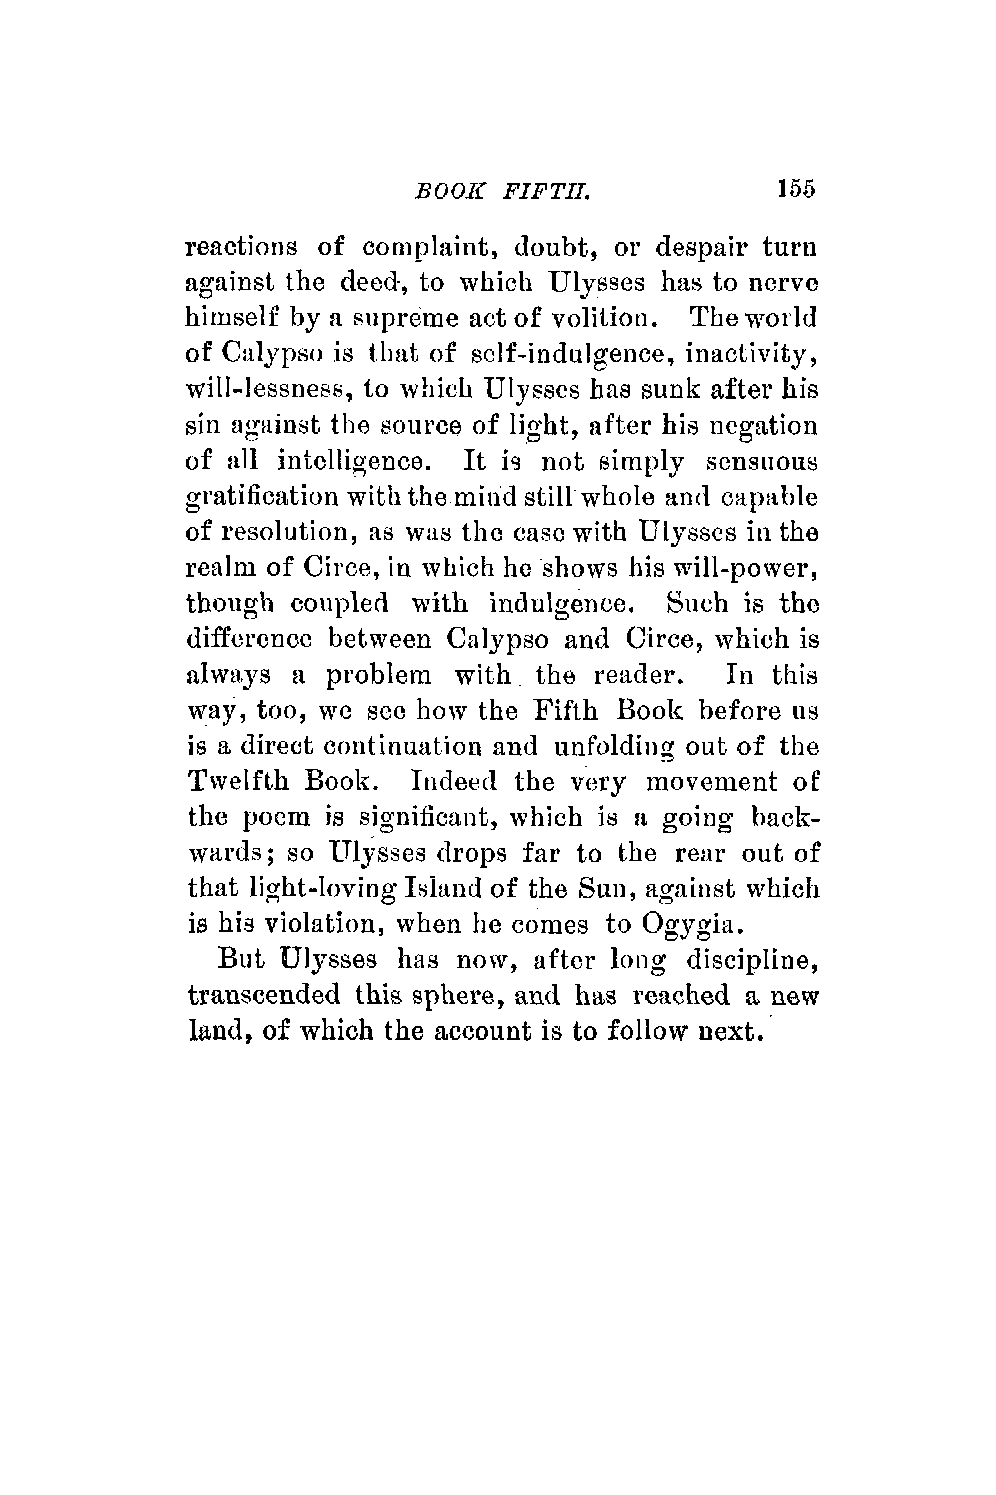 BOOK FIFTH. 155
reactions of complaint, doubt, or despair turn
against the deed, to which Ulysses has to nerve
himself by a supreme act of volition. The world
of Calypso is that of self-indulgence, inactivity,
will-lessness, to which Ulysses has sunk after his
sin against the source of light, after his negation
of all intelligence. It is not simply sensuous
gratification with the mind still whole and capable
of resolution, as was the case with Ulysses in the
realm of Circe, in which he shows his will-power,
though coupled with indulgence. Such is the
difference between Calypso and Circe, which is
always a problem with the reader. In this
way, too, we see how the Fifth Book before us
is a direct continuation and unfolding out of the
Twelfth Book. Indeed the very movement of
the poem is significant, which is a going back-
wards; so Ulysses drops far to the rear out of
that light-loving Island of the Sun, against which
is his violation, when he comes to Ogygia.
But Ulysses has now, after long discipline,
transcended this sphere, and has reached a new
land, of which the account is to follow next.